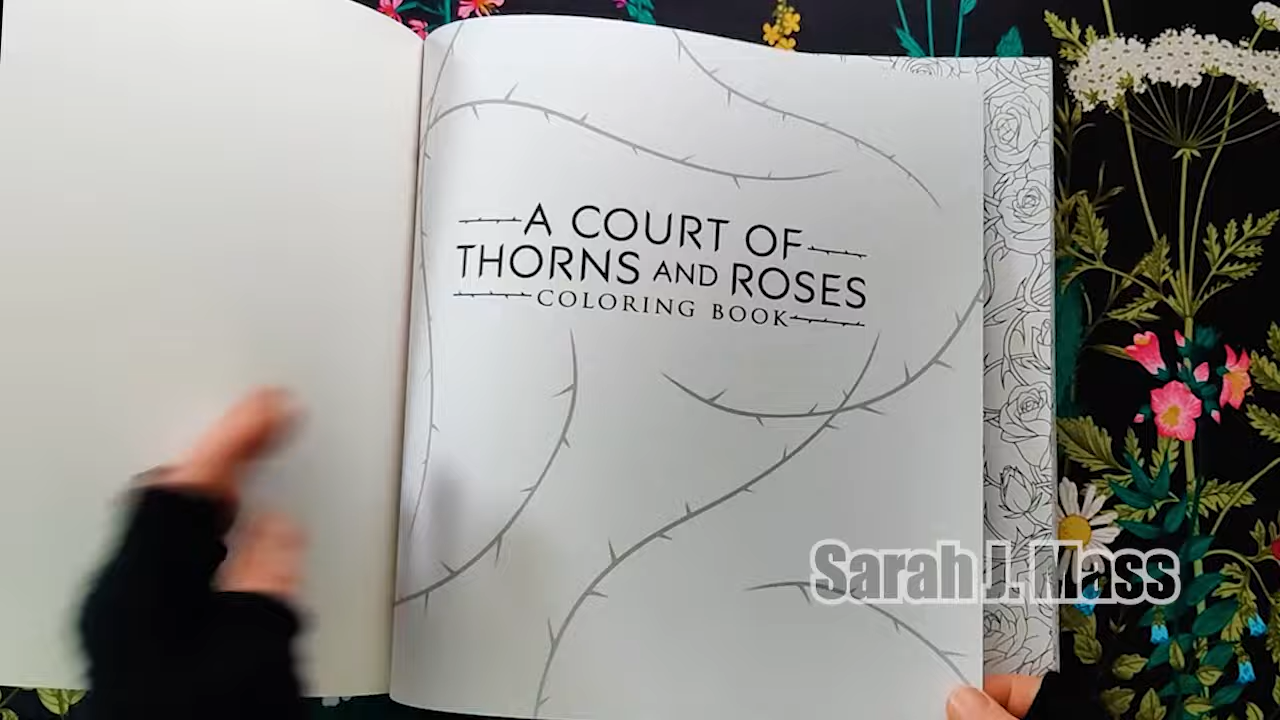 A COURT OF
THORNS AND ROSES
COLORING BOOK
Sarah J. Mass